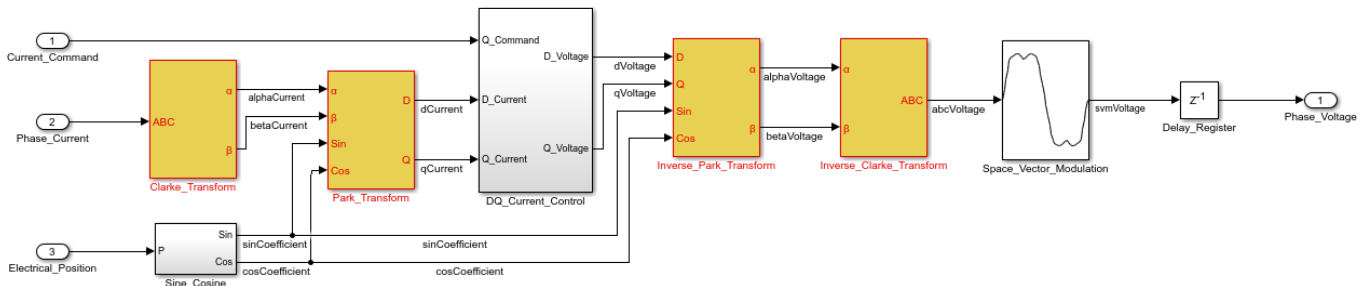 1
Current_Command
2
Phase_Current
3
Electrical_Position
ABC
α
β
Clarke_Transform
alphaCurrent
betaCurrent
P
Sin
Cos
Sine_Cosine
sinCoefficient
cosCoefficient
α
β
Sin
Cos
D
Q
Park_Transform
dCurrent
qCurrent
sinCoefficient
cosCoefficient
Q_Command
D_Current
Q_Current
D_Voltage
Q_Voltage
DQ_Current_Control
dVoltage
qVoltage
D
Q
Sin
Cos
α
β
Inverse_Park_Transform
alphaVoltage
betaVoltage
α
β
ABC
Inverse_Clarke_Transform
abcVoltage
Space_Vector_Modulation
svmVoltage
Z-1
Delay_Register
1
Phase_Voltage